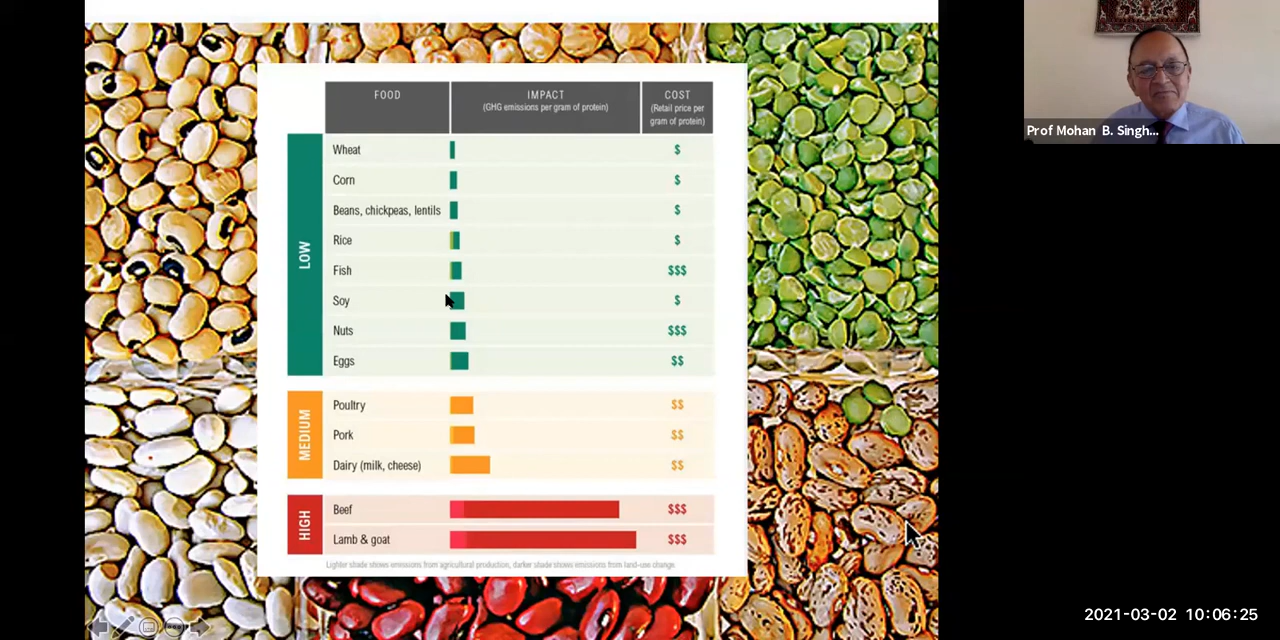 FOOD
IMPACT
(GHG emissions per gram of protein)
COST
(Retail price per
gram of protein)
LOW
Wheat $
Corn $
Beans, chickpeas, lentils $
Rice $
Fish $$$
Soy $
Nuts $$$
Eggs $$
MEDIUM
Poultry $$
Pork $$
Dairy (milk, cheese) $$
HIGH
Beef $$$
Lamb & goat $$$
Lighter shade shows emissions from agricultural production, darker shade shows emissions from land-use change.
Prof Mohan B. Singh...
2021-03-02 10:06:25